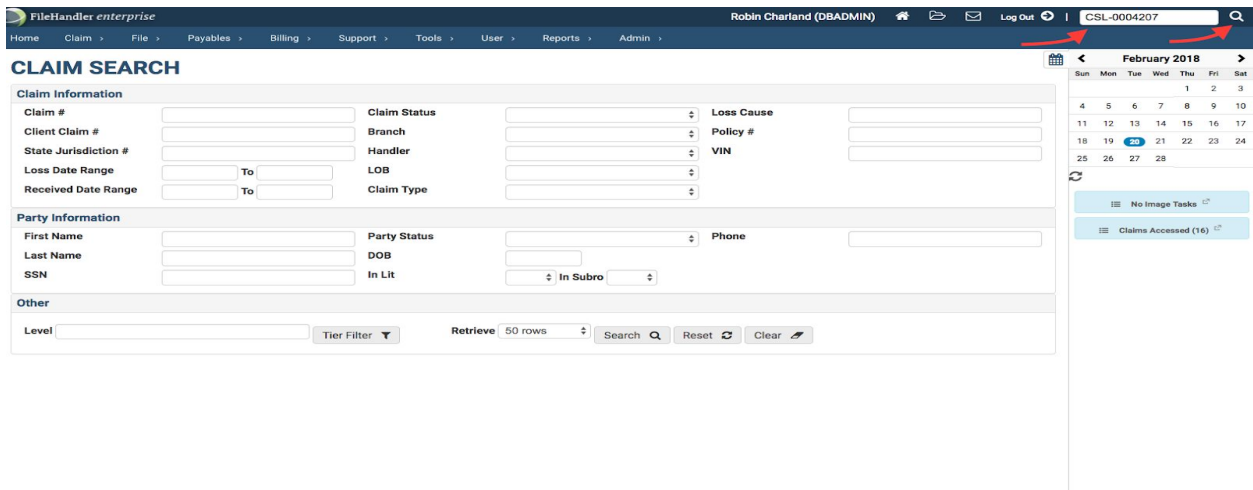 FileHandler enterprise
Robin Charland (DBADMIN) Log Out | CSL-0004207
Home Claim › File › Payables › Billing › Support › Tools › User › Reports › Admin ›
CLAIM SEARCH
Claim Information
Claim # Claim Status Loss Cause
Client Claim # Branch Policy #
State Jurisdiction # Handler VIN
Loss Date Range To LOB
Received Date Range To Claim Type
Party Information
First Name Party Status Phone
Last Name DOB
SSN In Lit In Subro
Other
Level Tier Filter Retrieve 50 rows Search Reset Clear
February 2018
Sun Mon Tue Wed Thu Fri Sat
1 2 3
4 5 6 7 8 9 10
11 12 13 14 15 16 17
18 19 20 21 22 23 24
25 26 27 28
No Image Tasks
Claims Accessed (16)